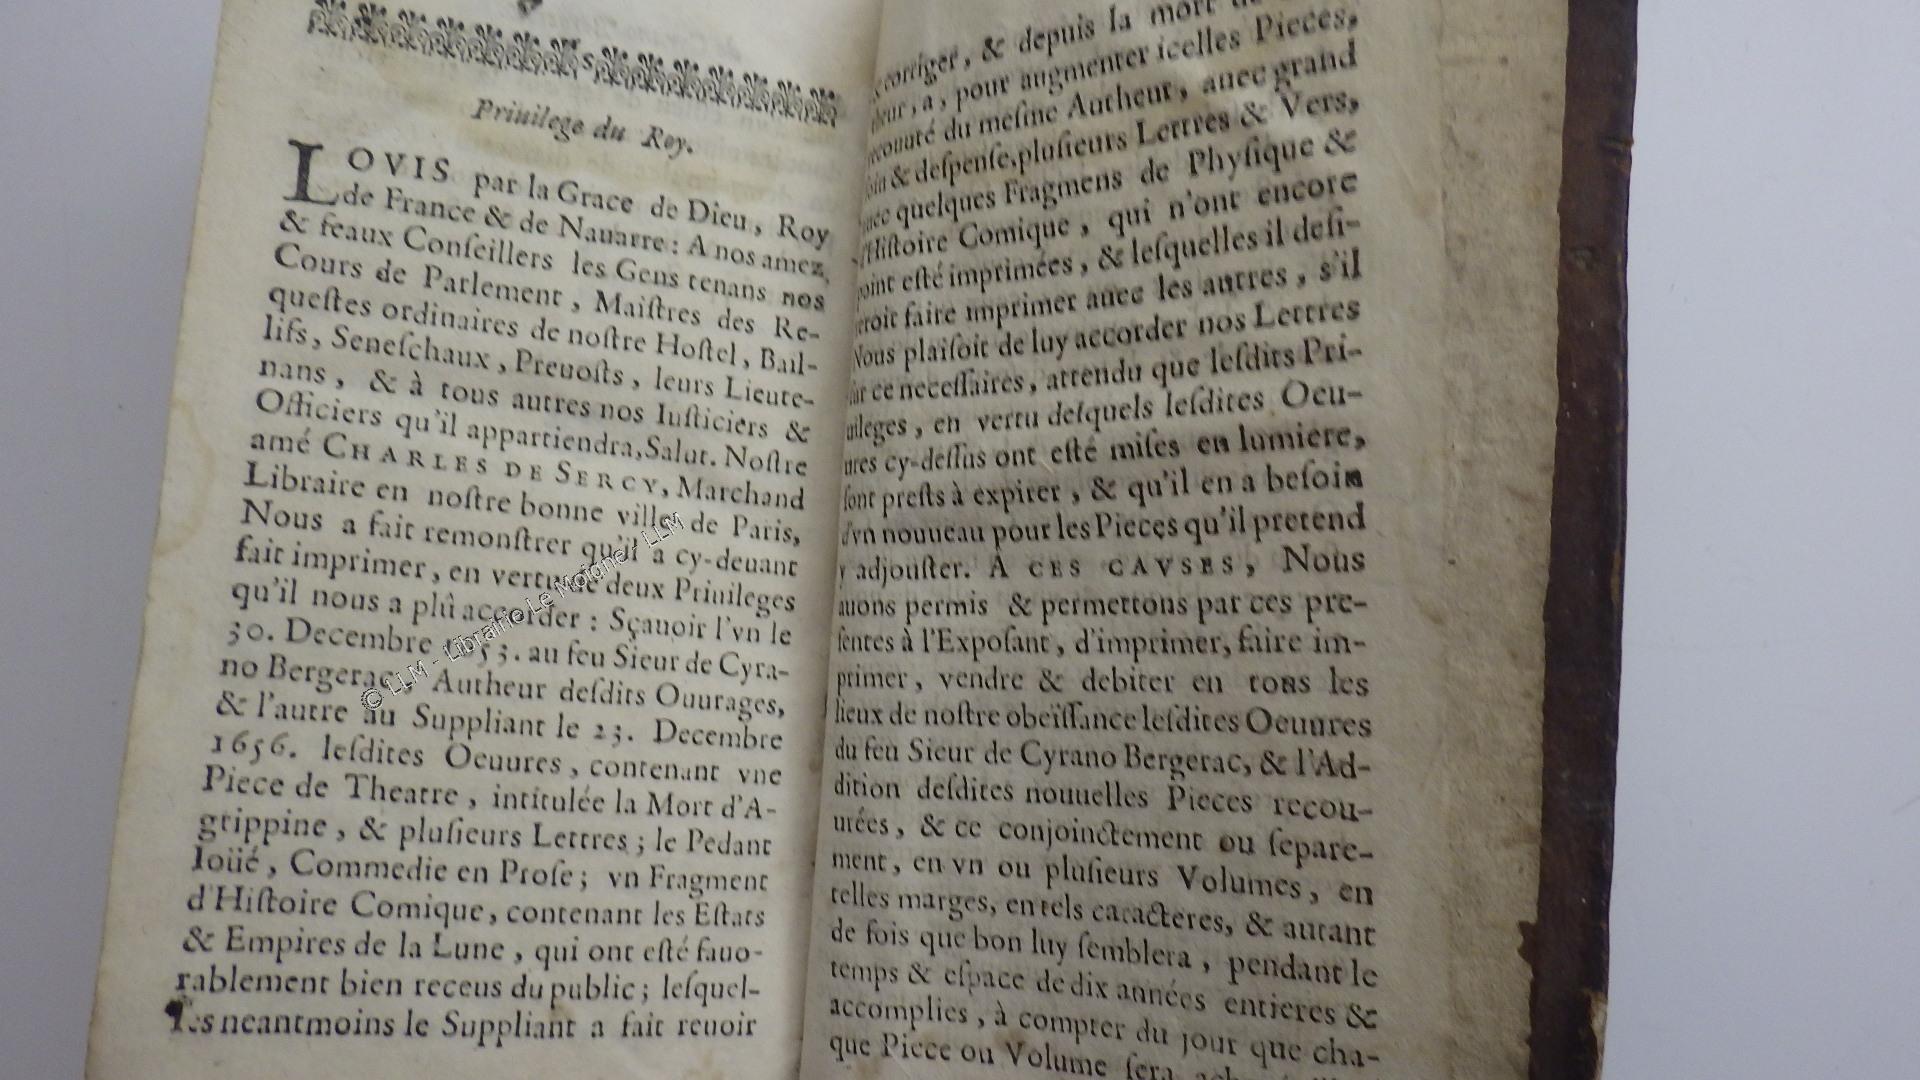 Priuilege du Roy.
LOVIS par la Grace de Dieu, Roy
de France & de Nauarre: A nos amez
& feaux Conſeillers les Gens tenans nos
Cours de Parlement, Maiſtres des Re-
queſtes ordinaires de noſtre Hoſtel, Bail-
lifs, Seneſchaux, Preuoſts, leurs Lieute-
nans, & à tous autres nos Iuſticiers &
Officiers qu'il appartiendra, Salut. Noſtre
amé CHARLES DE SERCY, Marchand
Libraire en noſtre bonne ville de Paris,
Nous a fait remonſtrer qu'il a cy-deuant
fait imprimer, en vertu de deux Priuileges
qu'il nous a plû accorder: Sçauoir l'vn le
30. Decembre 1653. au feu Sieur de Cyra-
no Bergerac, Autheur deſdits Ouurages,
& l'autre au Suppliant le 23. Decembre
1656. leſdites Oeuures, contenant vne
Piece de Theatre, intitulée la Mort d'A-
grippine, & pluſieurs Lettres; le Pedant
Ioüé, Commedie en Proſe; vn Fragment
d'Hiſtoire Comique, contenant les Eſtats
& Empires de la Lune, qui ont eſté fauo-
rablement bien receus du public; leſquel-
les neantmoins le Suppliant a fait reuoir
corriger, & depuis la mort
theur, a, pour augmenter icelles Pieces,
recouuté du meſme Autheur, auec grand
ſoin & deſpenſe, pluſieurs Lettres & Vers,
auec quelques Fragmens de Phyſique &
d'Hiſtoire Comique, qui n'ont encore
point eſté imprimées, & leſquelles il deſi-
reroit faire imprimer auec les autres, s'il
Nous plaiſoit de luy accorder nos Lettres
ſur ce neceſſaires, attendu que leſdits Pri-
uileges, en vertu deſquels leſdites Oeu-
ures cy-deſſus ont eſté miſes en lumiere,
ſont preſts à expirer, & qu'il en a beſoin
d'vn nouueau pour les Pieces qu'il pretend
y adjouſter. A CES CAVSES, Nous
auons permis & permettons par ces pre-
ſentes à l'Expoſant, d'imprimer, faire im-
primer, vendre & debiter en tous les
lieux de noſtre obeïſſance leſdites Oeuures
du feu Sieur de Cyrano Bergerac, & l'Ad-
dition deſdites nouuelles Pieces recou-
urées, & ce conjoinctement ou ſepare-
ment, en vn ou pluſieurs Volumes, en
telles marges, en tels caracteres, & autant
de fois que bon luy ſemblera, pendant le
temps & eſpace de dix années entieres &
accomplies, à compter du jour que cha-
que Piece ou Volume ſera
© LLM - Librairie Le Moigne - LLM